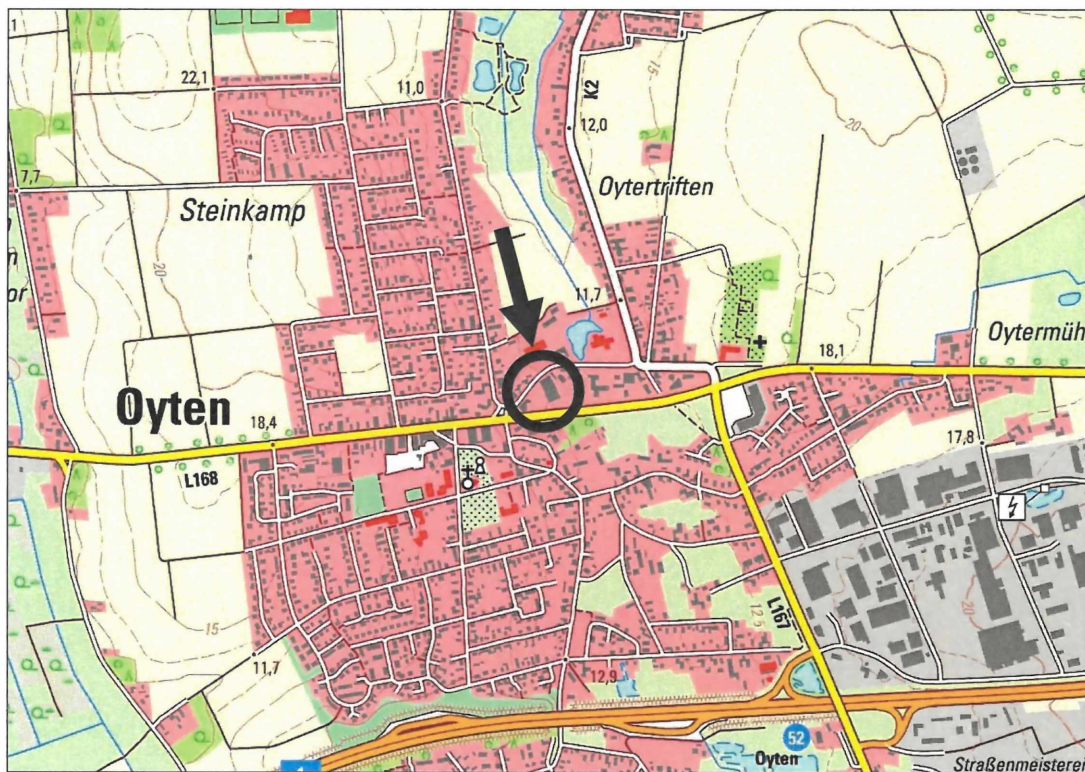 22,1
11,0
K2
12,0
15
20
7,7
Steinkamp
Oytertriften
20
11,7
Oytermüh
or
18,1
Oyten
18,4
L168
17,8
15
L167
12,5
20
11,7
12,9
52
Oyten
1
Straßenmeisterei